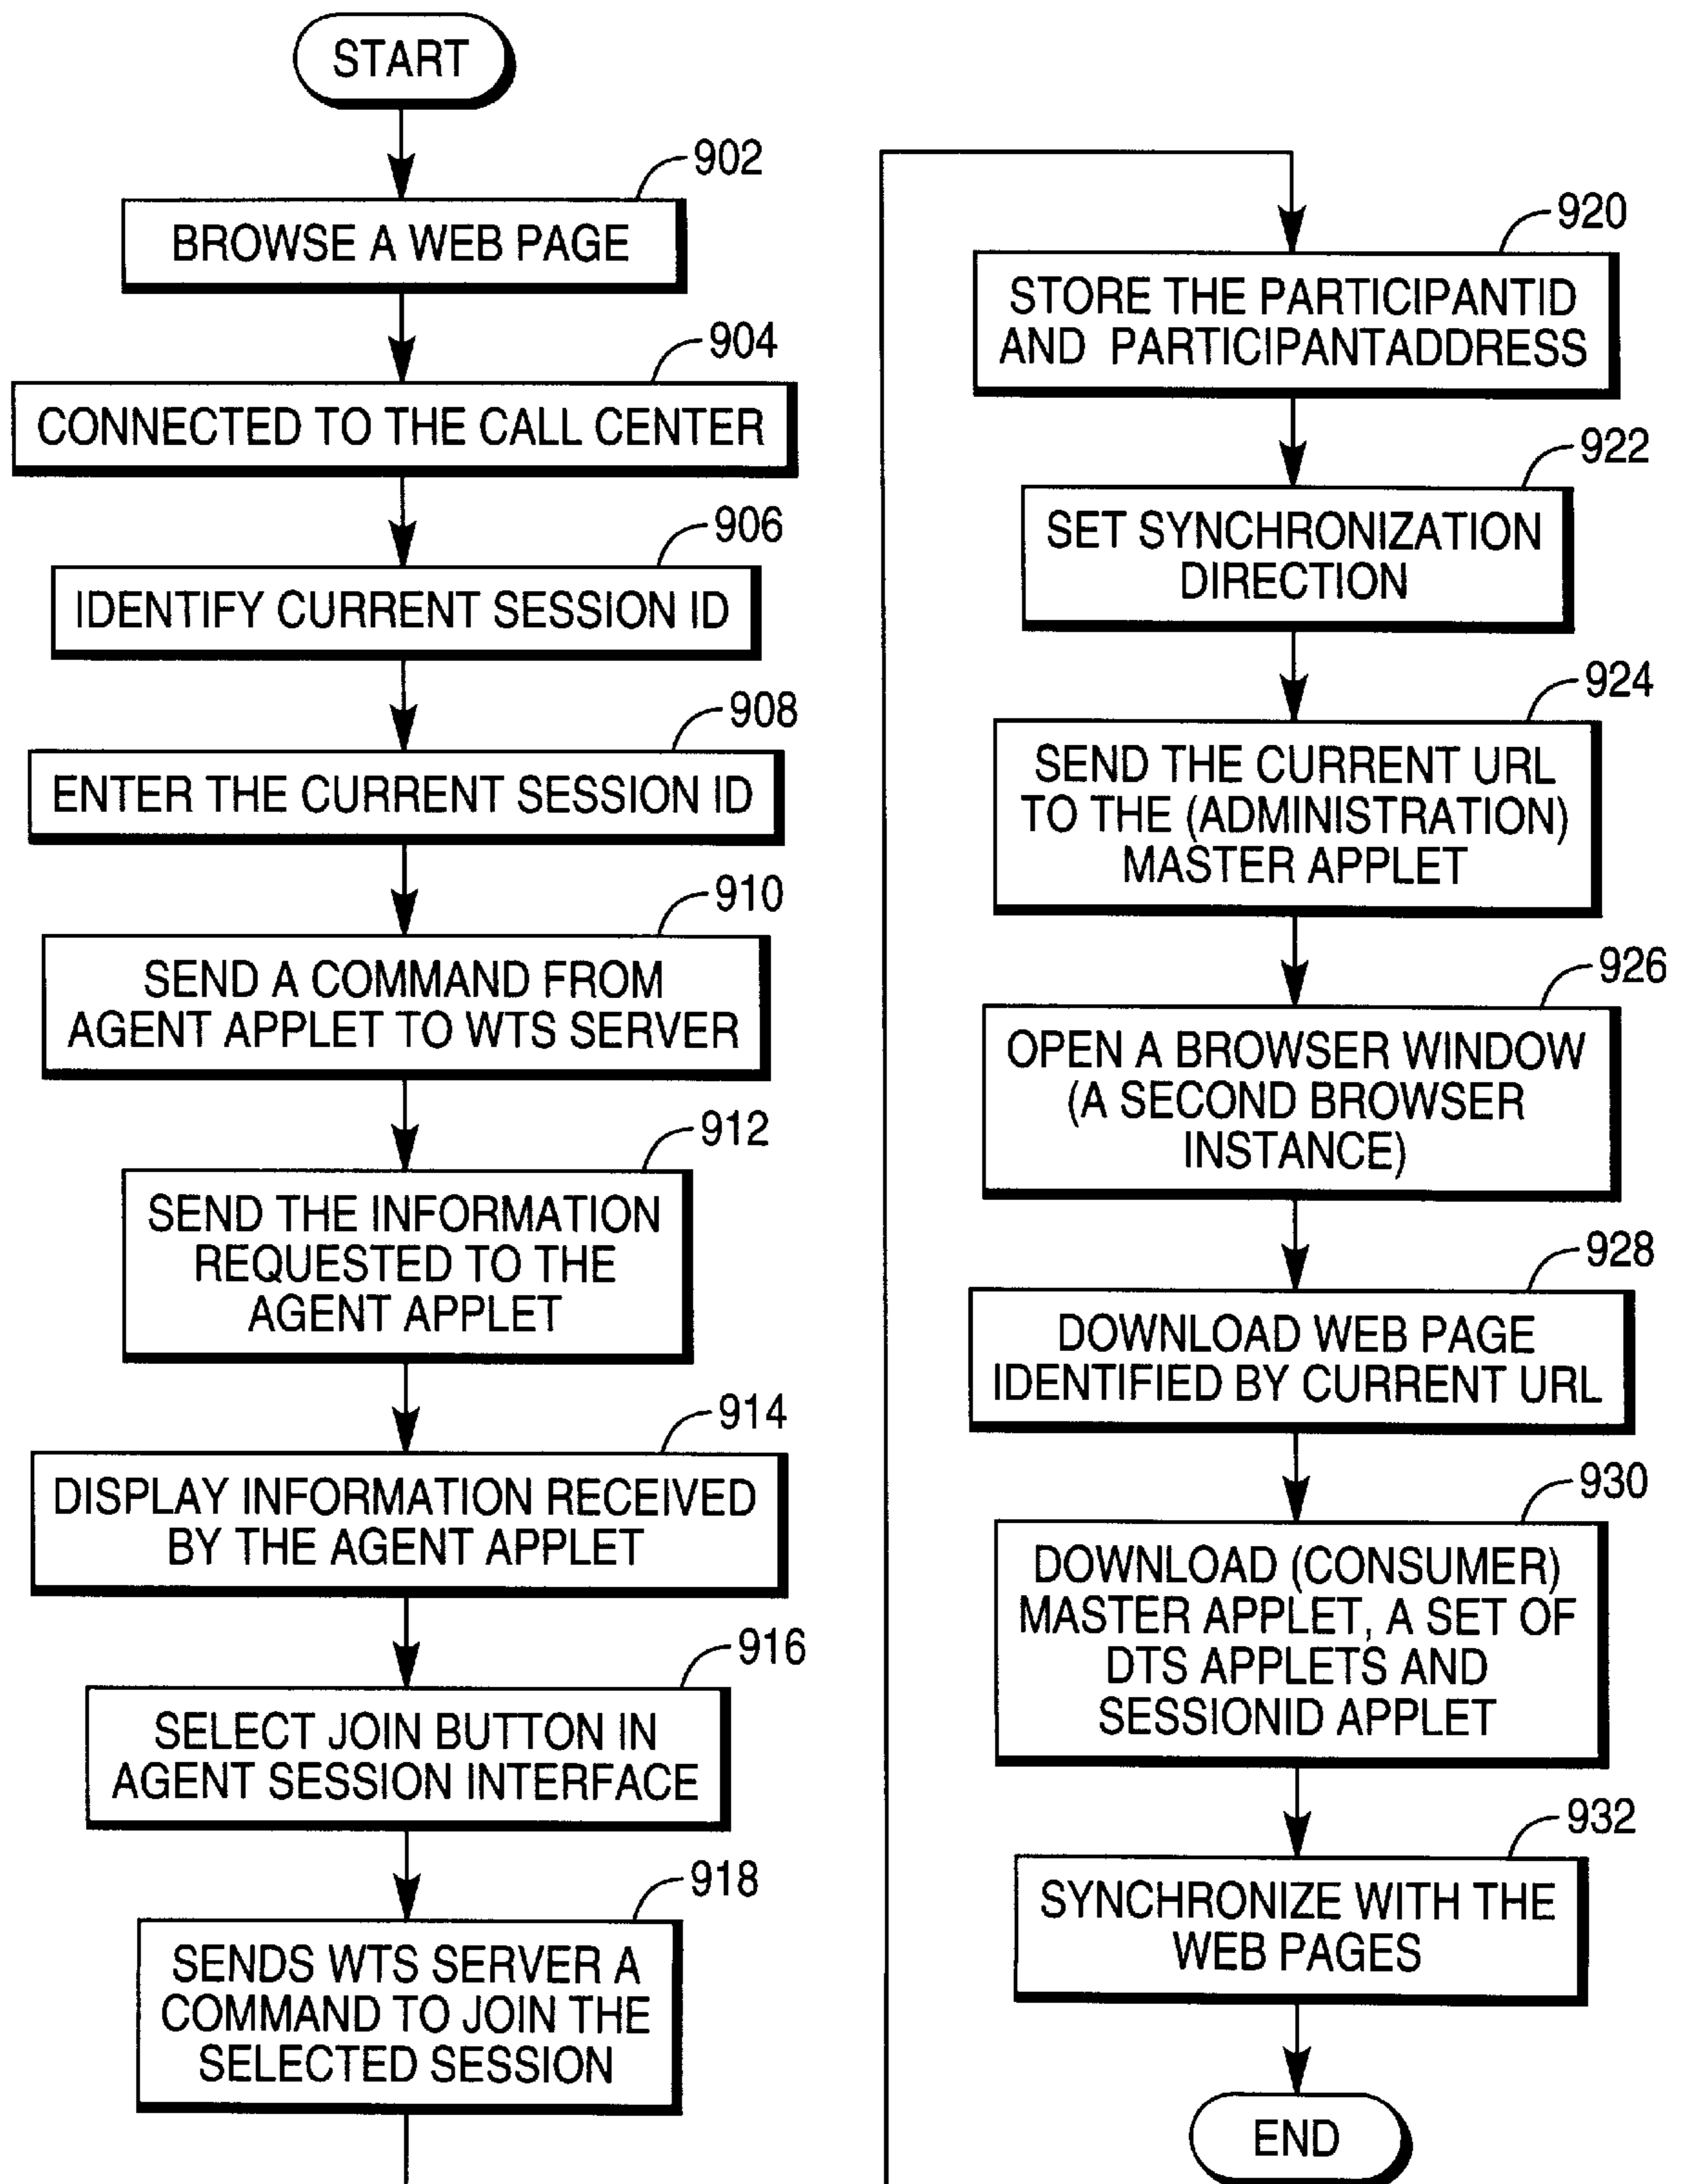 START
902
BROWSE A WEB PAGE
904
CONNECTED TO THE CALL CENTER
906
IDENTIFY CURRENT SESSION ID
908
ENTER THE CURRENT SESSION ID
910
SEND A COMMAND FROM
AGENT APPLET TO WTS SERVER
912
SEND THE INFORMATION
REQUESTED TO THE
AGENT APPLET
914
DISPLAY INFORMATION RECEIVED
BY THE AGENT APPLET
916
SELECT JOIN BUTTON IN
AGENT SESSION INTERFACE
918
SENDS WTS SERVER A
COMMAND TO JOIN THE
SELECTED SESSION
920
STORE THE PARTICIPANTID
AND PARTICIPANTADDRESS
922
SET SYNCHRONIZATION
DIRECTION
924
SEND THE CURRENT URL
TO THE (ADMINISTRATION)
MASTER APPLET
926
OPEN A BROWSER WINDOW
(A SECOND BROWSER
INSTANCE)
928
DOWNLOAD WEB PAGE
IDENTIFIED BY CURRENT URL
930
DOWNLOAD (CONSUMER)
MASTER APPLET, A SET OF
DTS APPLETS AND
SESSIONID APPLET
932
SYNCHRONIZE WITH THE
WEB PAGES
END